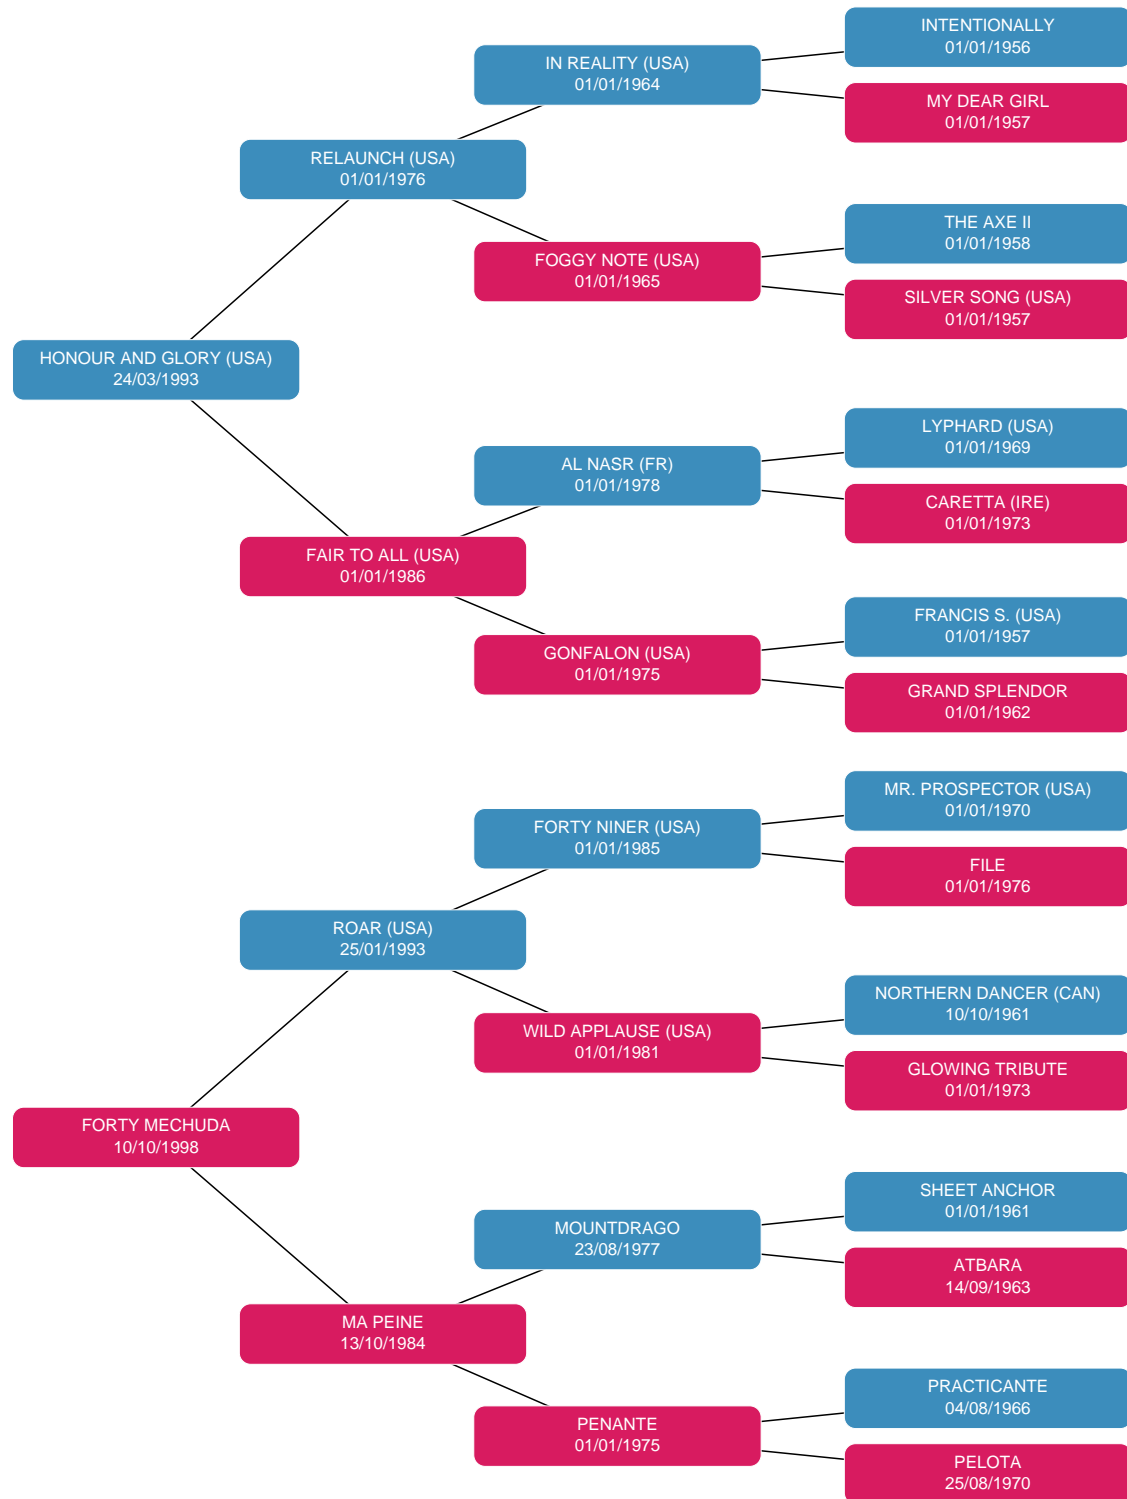 INTENTIONALLY
01/01/1956
IN REALITY (USA)
01/01/1964
MY DEAR GIRL
01/01/1957
RELAUNCH (USA)
01/01/1976
THE AXE II
01/01/1958
FOGGY NOTE (USA)
01/01/1965
SILVER SONG (USA)
01/01/1957
HONOUR AND GLORY (USA)
24/03/1993
LYPHARD (USA)
01/01/1969
AL NASR (FR)
01/01/1978
CARETTA (IRE)
01/01/1973
FAIR TO ALL (USA)
01/01/1986
FRANCIS S. (USA)
01/01/1957
GONFALON (USA)
01/01/1975
GRAND SPLENDOR
01/01/1962
MR. PROSPECTOR (USA)
01/01/1970
FORTY NINER (USA)
01/01/1985
FILE
01/01/1976
ROAR (USA)
25/01/1993
NORTHERN DANCER (CAN)
10/10/1961
WILD APPLAUSE (USA)
01/01/1981
GLOWING TRIBUTE
01/01/1973
FORTY MECHUDA
10/10/1998
SHEET ANCHOR
01/01/1961
MOUNTDRAGO
23/08/1977
ATBARA
14/09/1963
MA PEINE
13/10/1984
PRACTICANTE
04/08/1966
PENANTE
01/01/1975
PELOTA
25/08/1970